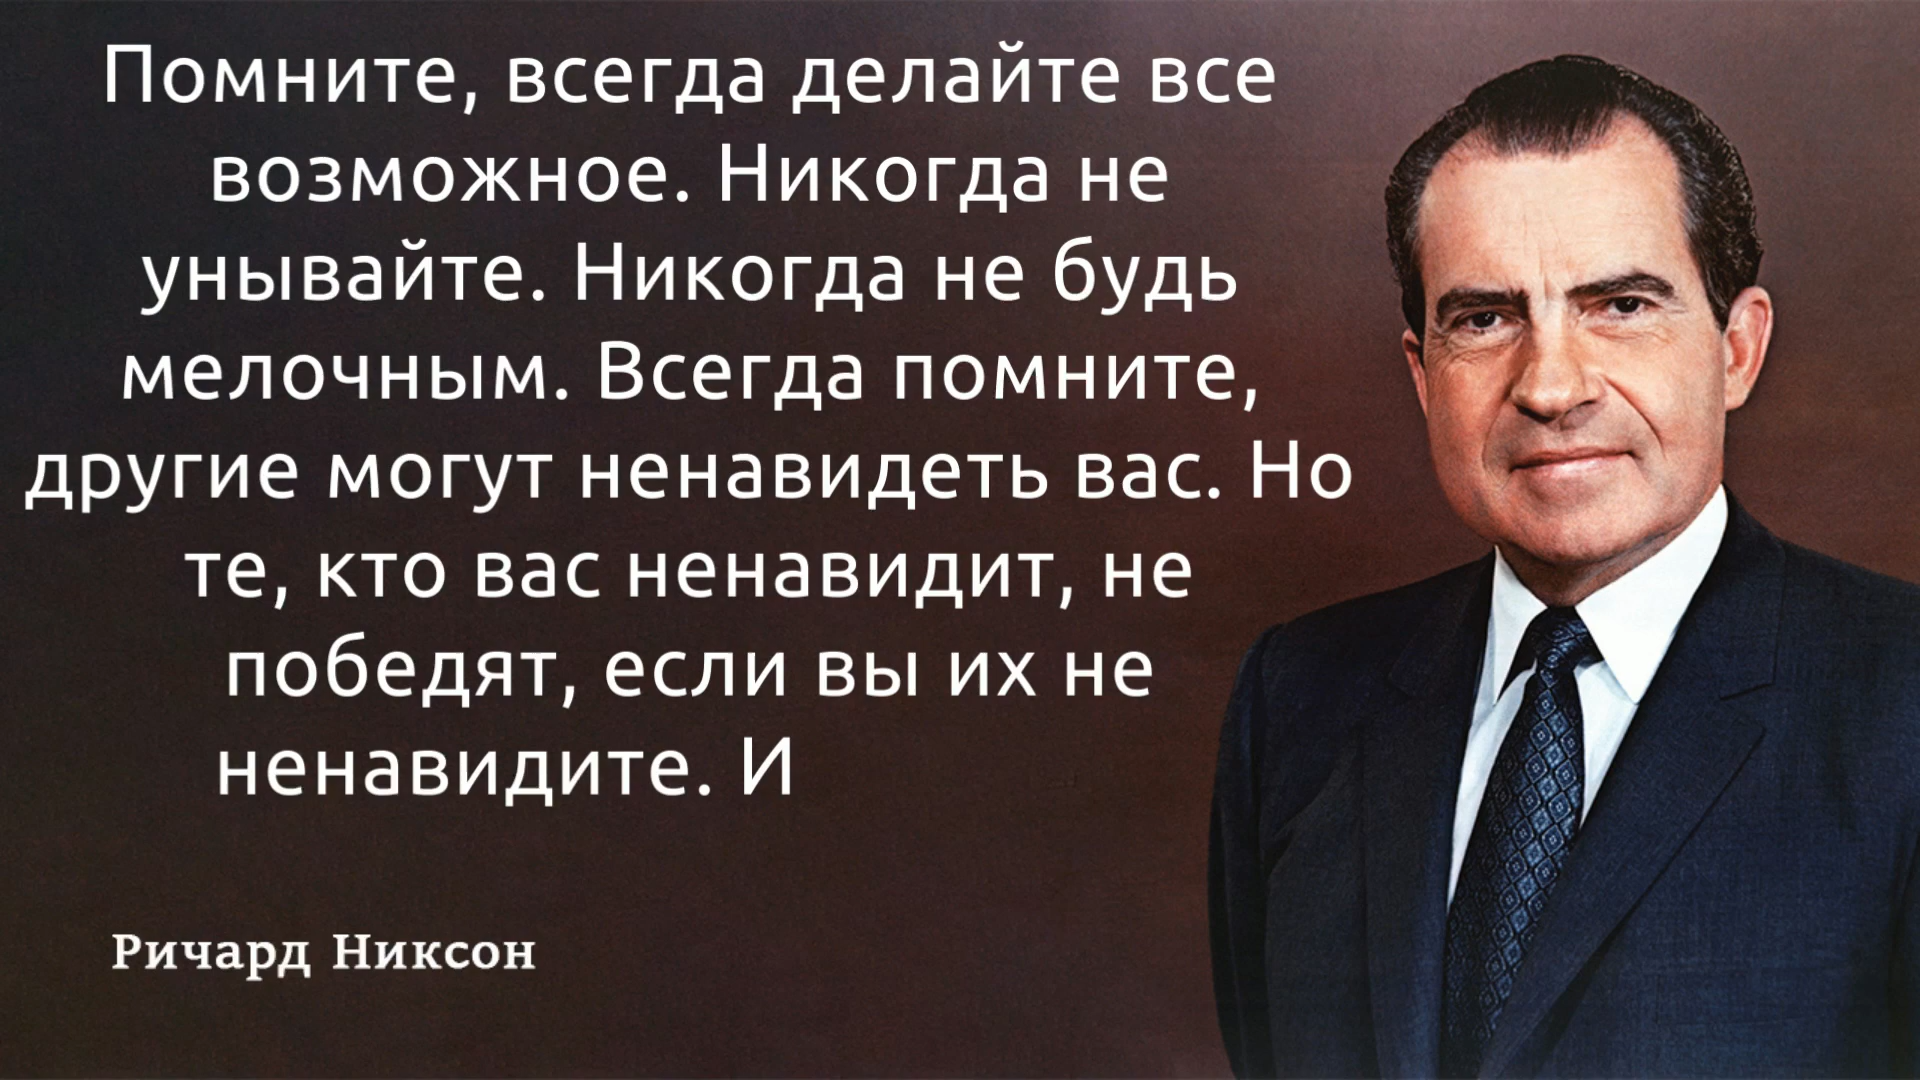 Помните, всегда делайте все
возможное. Никогда не
унывайте. Никогда не будь
мелочным. Всегда помните,
другие могут ненавидеть вас. Но
те, кто вас ненавидит, не
победят, если вы их не
ненавидите. И
Ричард Никсон